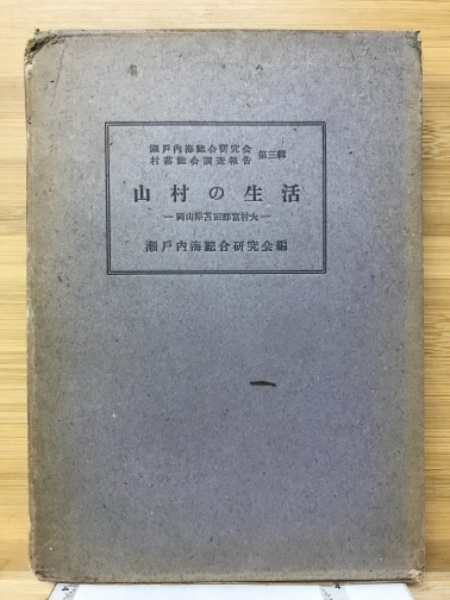 瀬戸内海総合研究会
村落総合調査報告 第三輯
山村の生活
―岡山県苫田郡富村大―
瀬戸内海総合研究会編